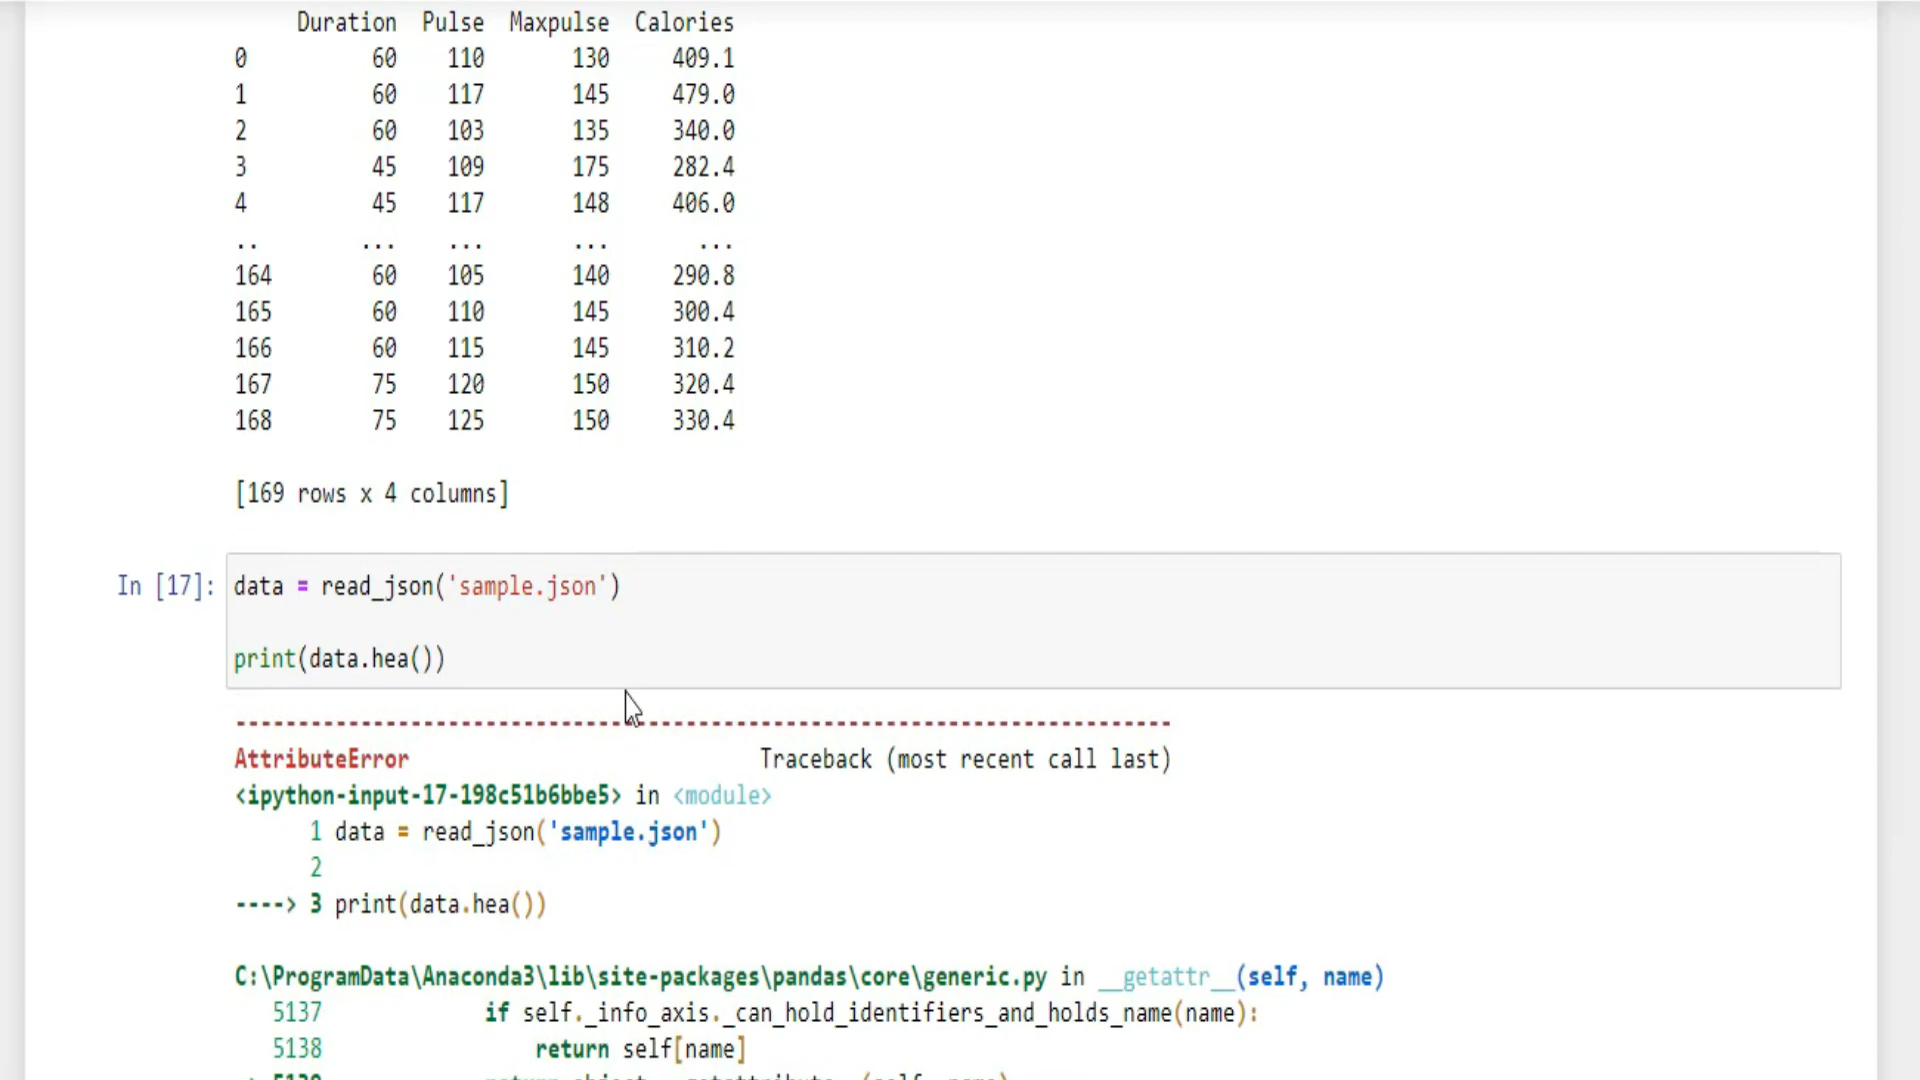 Duration Pulse Maxpulse Calories
0 60 110 130 409.1
1 60 117 145 479.0
2 60 103 135 340.0
3 45 109 175 282.4
4 45 117 148 406.0
.. ... ... ... ...
164 60 105 140 290.8
165 60 110 145 300.4
166 60 115 145 310.2
167 75 120 150 320.4
168 75 125 150 330.4
[169 rows x 4 columns]
In [17]: data = read_json('sample.json')
print(data.hea())
---------------------------------------------------------------------------
AttributeError Traceback (most recent call last)
<ipython-input-17-198c51b6bbe5> in <module>
1 data = read_json('sample.json')
2
----> 3 print(data.hea())
C:\ProgramData\Anaconda3\lib\site-packages\pandas\core\generic.py in __getattr__(self, name)
5137 if self._info_axis._can_hold_identifiers_and_holds_name(name):
5138 return self[name]